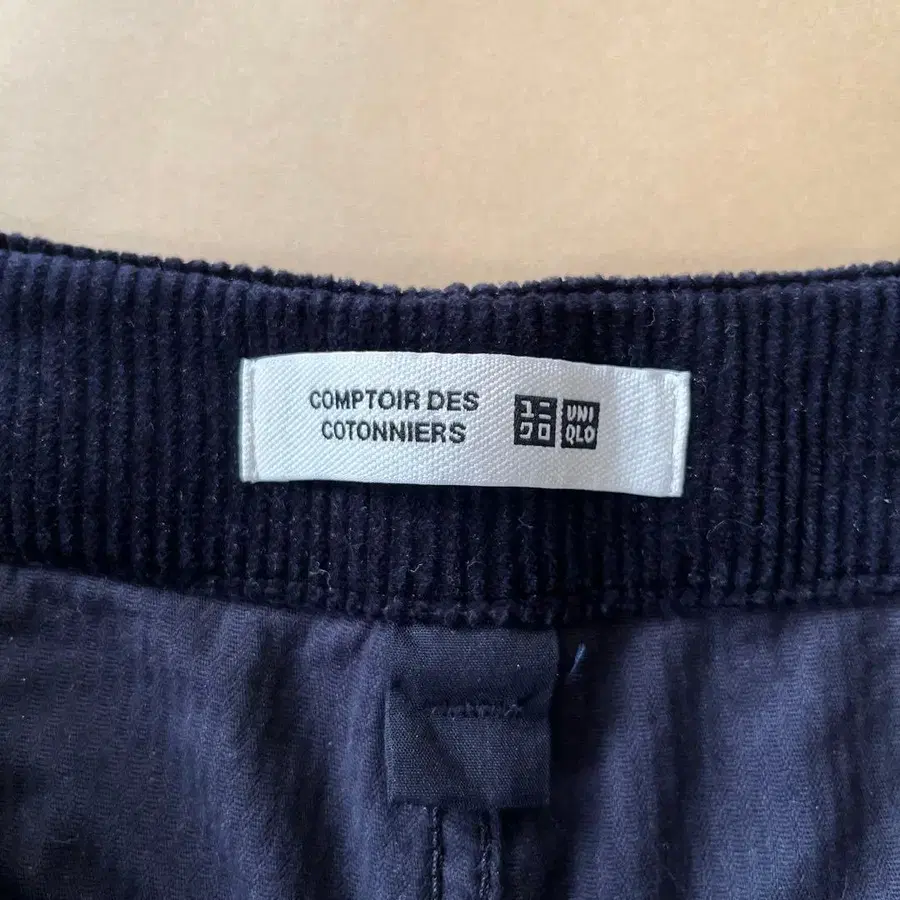 COMPTOIR DES
COTONNIERS
ユニ
クロ
UNI
QLO